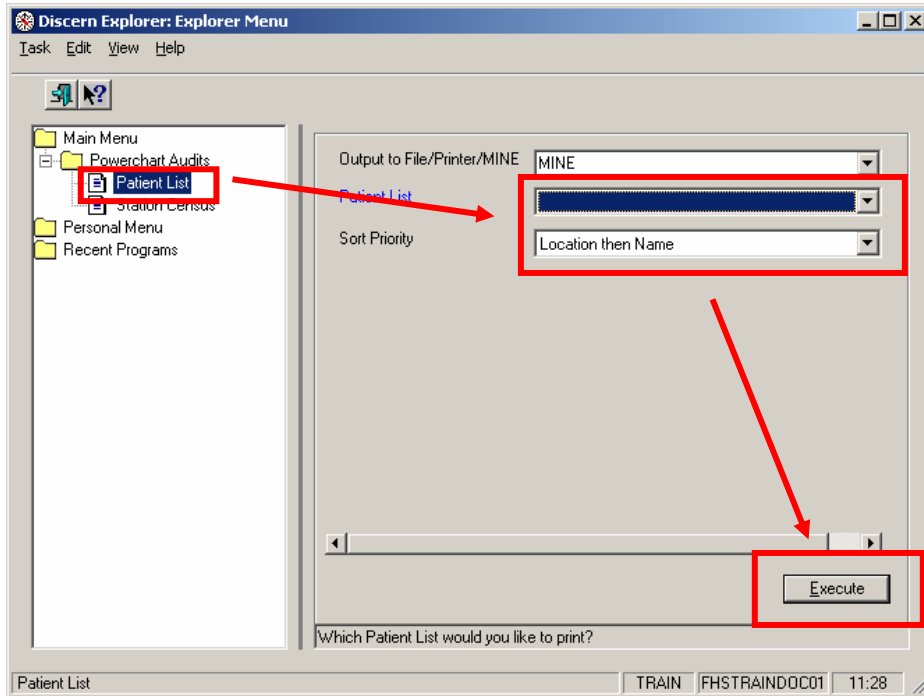 Discern Explorer: Explorer Menu
Task Edit View Help
Main Menu
Powerchart Audits
Patient List
Station Census
Personal Menu
Recent Programs
Output to File/Printer/MINE
MINE
Patient List
Sort Priority
Location then Name
Execute
Which Patient List would you like to print?
Patient List
TRAIN
FHSTRAINDOC01
11:28